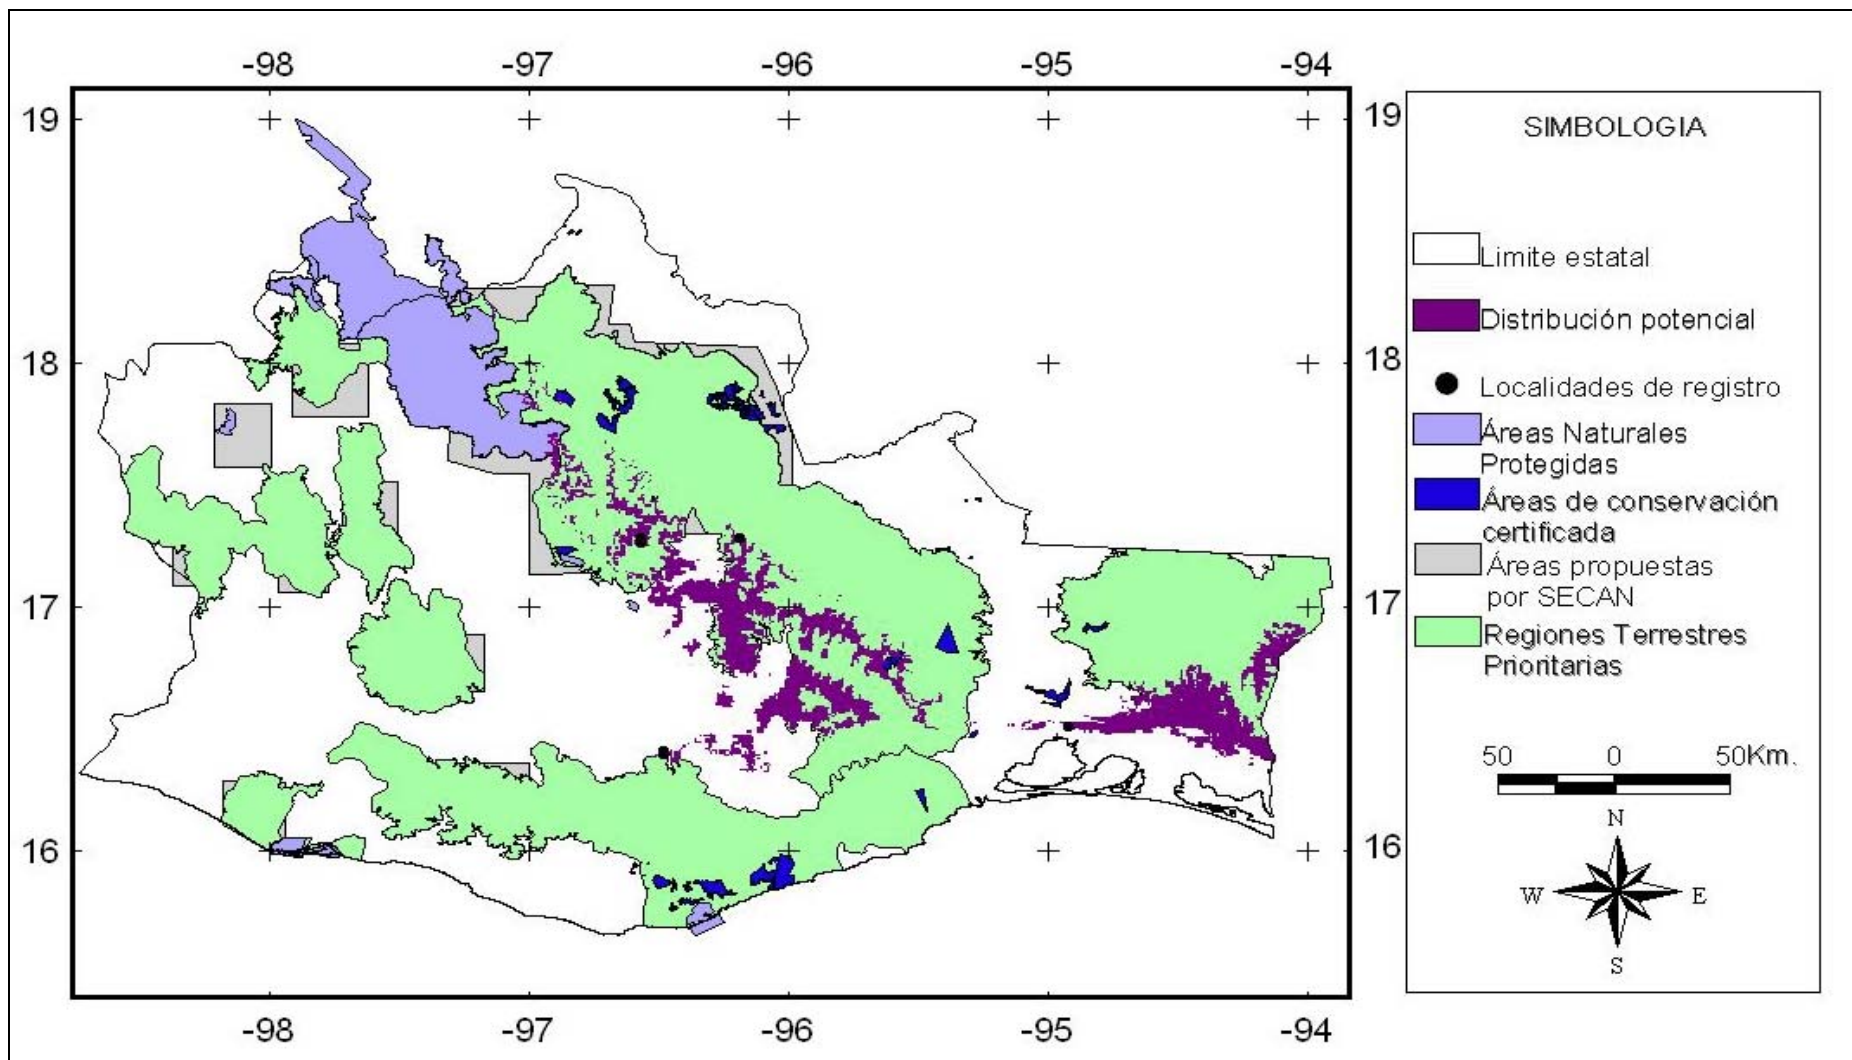 -98 -97 -96 -95 -94
19 19
18 18
17 17
16 16
-98 -97 -96 -95 -94
SIMBOLOGIA
Limite estatal
Distribución potencial
Localidades de registro
Áreas Naturales
Protegidas
Áreas de conservación
certificada
Áreas propuestas
por SECAN
Regiones Terrestres
Prioritarias
50 0 50Km.
N
W E
S